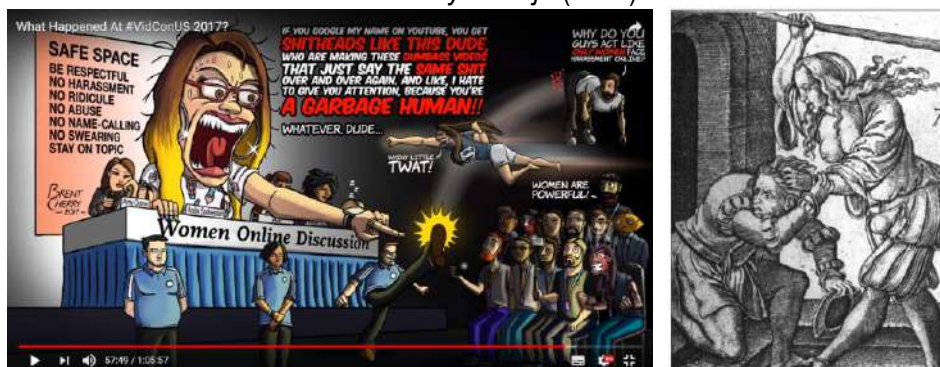 What Happened At #VidConUS 2017?
SAFE SPACE
BE RESPECTFUL
NO HARASSMENT
NO RIDICULE
NO ABUSE
NO NAME-CALLING
NO SWEARING
STAY ON TOPIC
BRENT
CHERRY
2017
IF YOU GOOGLE MY NAME ON YOUTUBE, YOU GET
SHITHEADS LIKE THIS DUDE,
WHO ARE MAKING THESE DUMBASS VIDEOS
THAT JUST SAY THE SAME SHIT
OVER AND OVER AGAIN. AND LIKE, I HATE
TO GIVE YOU ATTENTION, BECAUSE YOU'RE
A GARBAGE HUMAN!!
WHATEVER, DUDE...
WHY DO YOU
GUYS ACT LIKE
ONLY WOMEN FACE
HARASSMENT ONLINE?
TWAT!
WOMEN ARE
POWERFUL!
Women Online Discussion
57:49 / 1:05:57